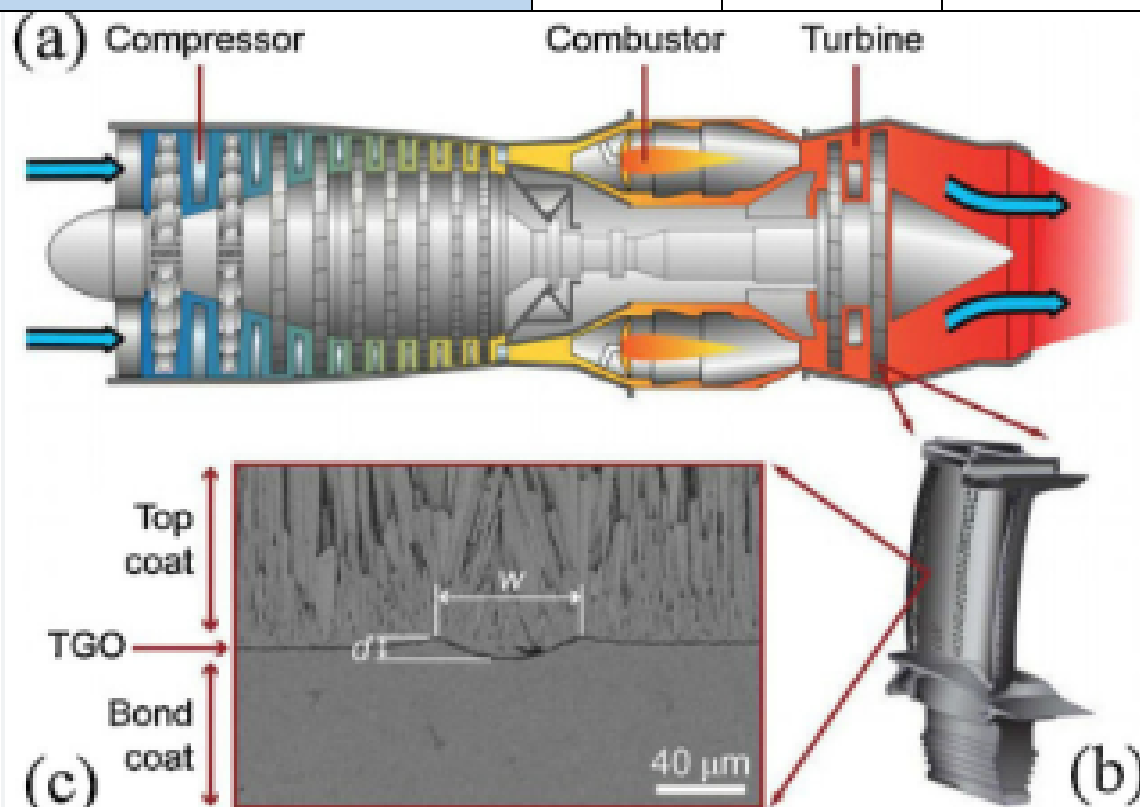 (a) Compressor Combustor Turbine
Top
coat
w
TGO
d
Bond
coat
40 μm
(c)
(b)